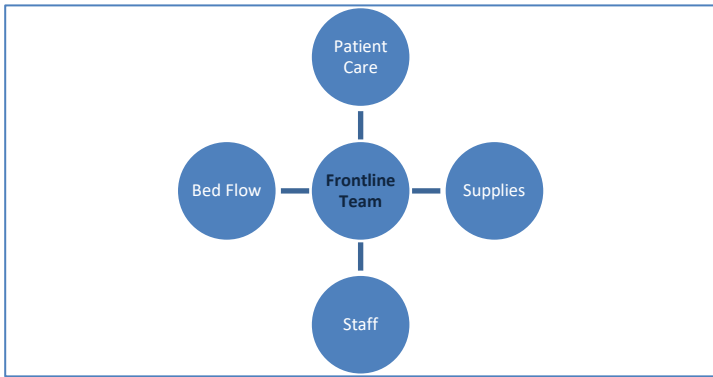 Patient
Care
Bed Flow
Frontline
Team
Supplies
Staff